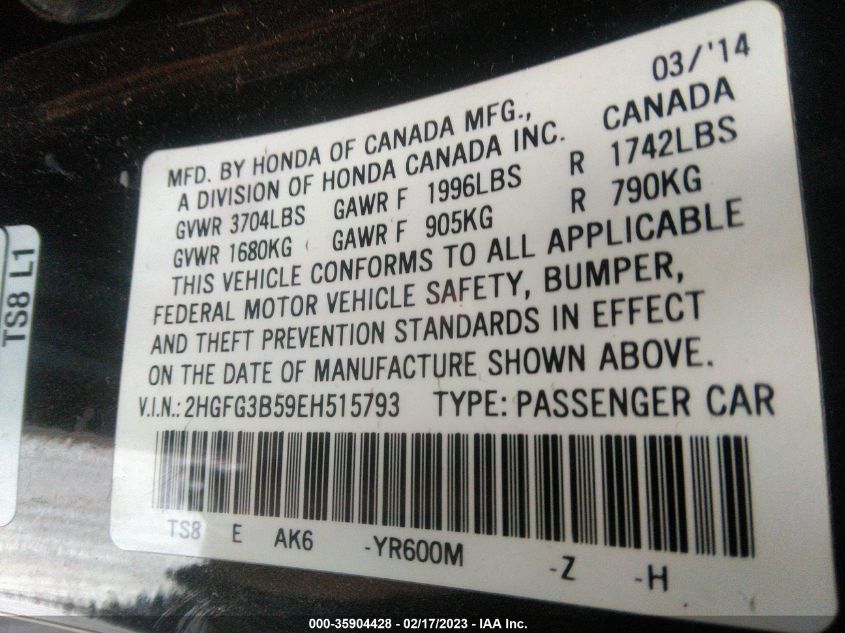 03/'14
MFD. BY HONDA OF CANADA MFG.,
A DIVISION OF HONDA CANADA INC. CANADA
GVWR 3704LBS GAWR F 1996LBS R 1742LBS
GVWR 1680KG GAWR F 905KG R 790KG
THIS VEHICLE CONFORMS TO ALL APPLICABLE
FEDERAL MOTOR VEHICLE SAFETY, BUMPER,
AND THEFT PREVENTION STANDARDS IN EFFECT
ON THE DATE OF MANUFACTURE SHOWN ABOVE.
V.I.N.: 2HGFG3B59EH515793 TYPE: PASSENGER CAR
TS8 E AK6 -YR600M -Z -H
TS8 L1
000-35904428 - 02/17/2023 - IAA Inc.